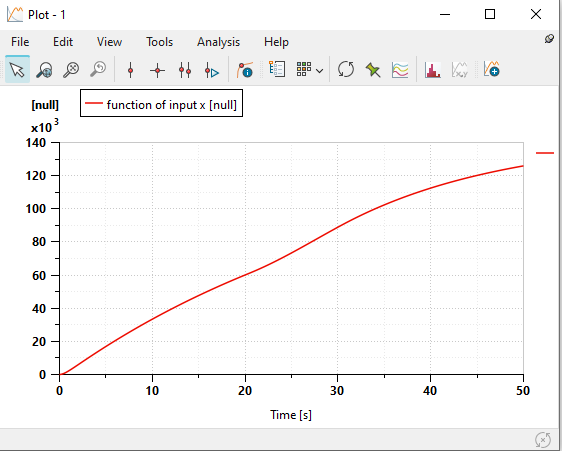 Plot - 1
File Edit View Tools Analysis Help
[null]
x10 3
function of input x [null]
140
120
100
80
60
40
20
0
0 10 20 30 40 50
Time [s]